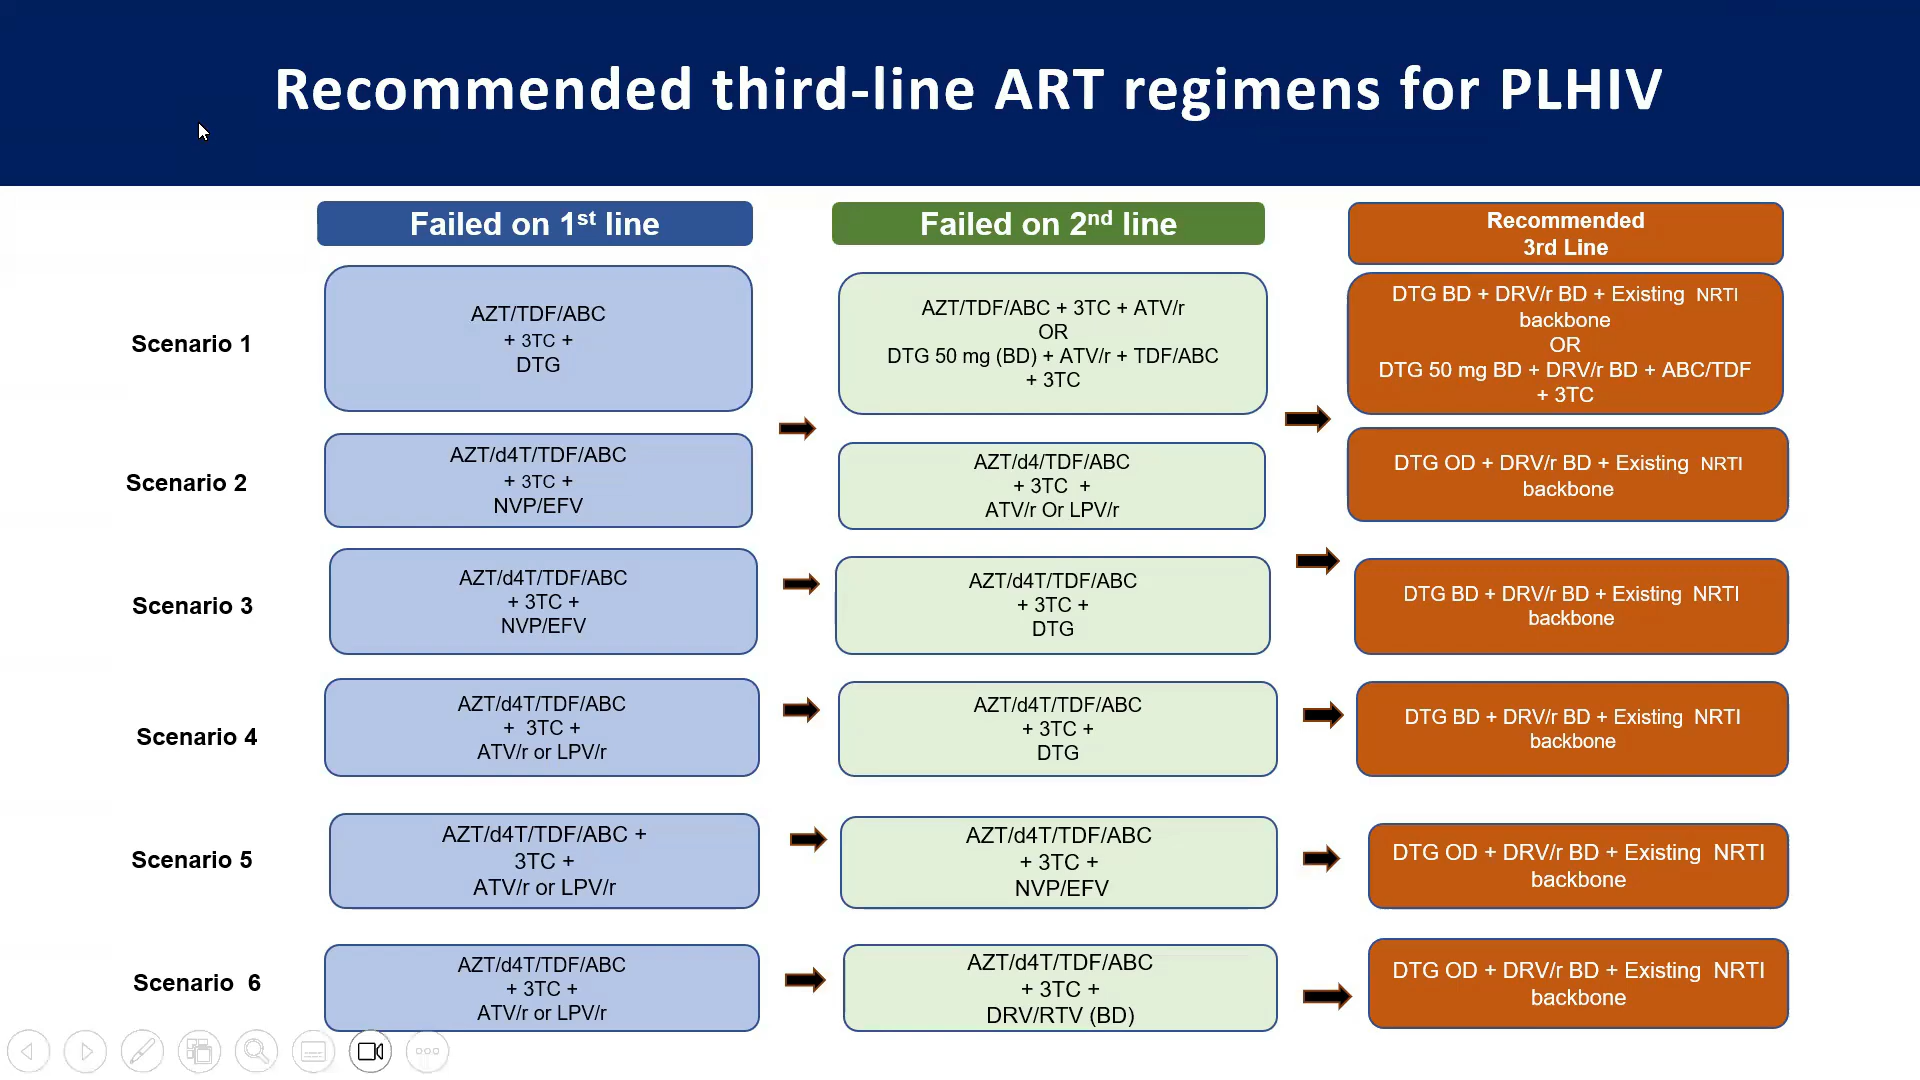 Recommended third-line ART regimens for PLHIV
Failed on 1st line
Failed on 2nd line
Recommended
3rd Line
Scenario 1
AZT/TDF/ABC
+ 3TC +
DTG
AZT/TDF/ABC + 3TC + ATV/r
OR
DTG 50 mg (BD) + ATV/r + TDF/ABC
+ 3TC
DTG BD + DRV/r BD + Existing NRTI
backbone
OR
DTG 50 mg BD + DRV/r BD + ABC/TDF
+ 3TC
Scenario 2
AZT/d4T/TDF/ABC
+ 3TC +
NVP/EFV
AZT/d4/TDF/ABC
+ 3TC +
ATV/r Or LPV/r
DTG OD + DRV/r BD + Existing NRTI
backbone
Scenario 3
AZT/d4T/TDF/ABC
+ 3TC +
NVP/EFV
AZT/d4T/TDF/ABC
+ 3TC +
DTG
DTG BD + DRV/r BD + Existing NRTI
backbone
Scenario 4
AZT/d4T/TDF/ABC
+ 3TC +
ATV/r or LPV/r
AZT/d4T/TDF/ABC
+ 3TC +
DTG
DTG BD + DRV/r BD + Existing NRTI
backbone
Scenario 5
AZT/d4T/TDF/ABC +
3TC +
ATV/r or LPV/r
AZT/d4T/TDF/ABC
+ 3TC +
NVP/EFV
DTG OD + DRV/r BD + Existing NRTI
backbone
Scenario 6
AZT/d4T/TDF/ABC
+ 3TC +
ATV/r or LPV/r
AZT/d4T/TDF/ABC
+ 3TC +
DRV/RTV (BD)
DTG OD + DRV/r BD + Existing NRTI
backbone